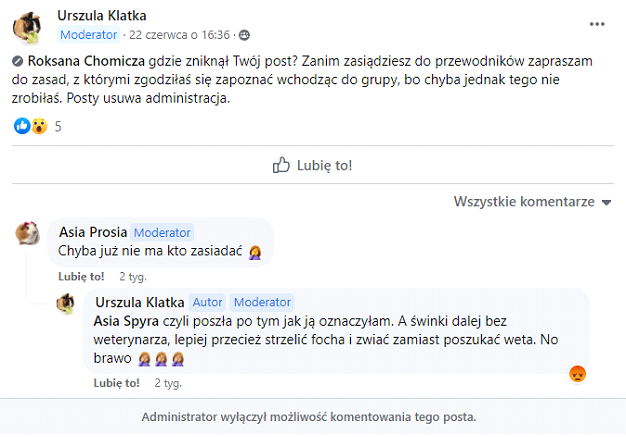 Urszula Klatka
Moderator · 22 czerwca o 16:36 ·
Roksana Chomicza gdzie zniknął Twój post? Zanim zasiądziesz do przewodników zapraszam
do zasad, z którymi zgodziłaś się zapoznać wchodząc do grupy, bo chyba jednak tego nie
zrobiłaś. Posty usuwa administracja.
5
Lubię to!
Wszystkie komentarze
Asia Prosia Moderator
Chyba już nie ma kto zasiadać
Lubię to! 2 tyg.
Urszula Klatka Autor Moderator
Asia Spyra czyli poszła po tym jak ją oznaczyłam. A świnki dalej bez
weterynarza, lepiej przecież strzelić focha i zwiać zamiast poszukać weta. No
brawo
Lubię to! 2 tyg.
Administrator wyłączył możliwość komentowania tego posta.